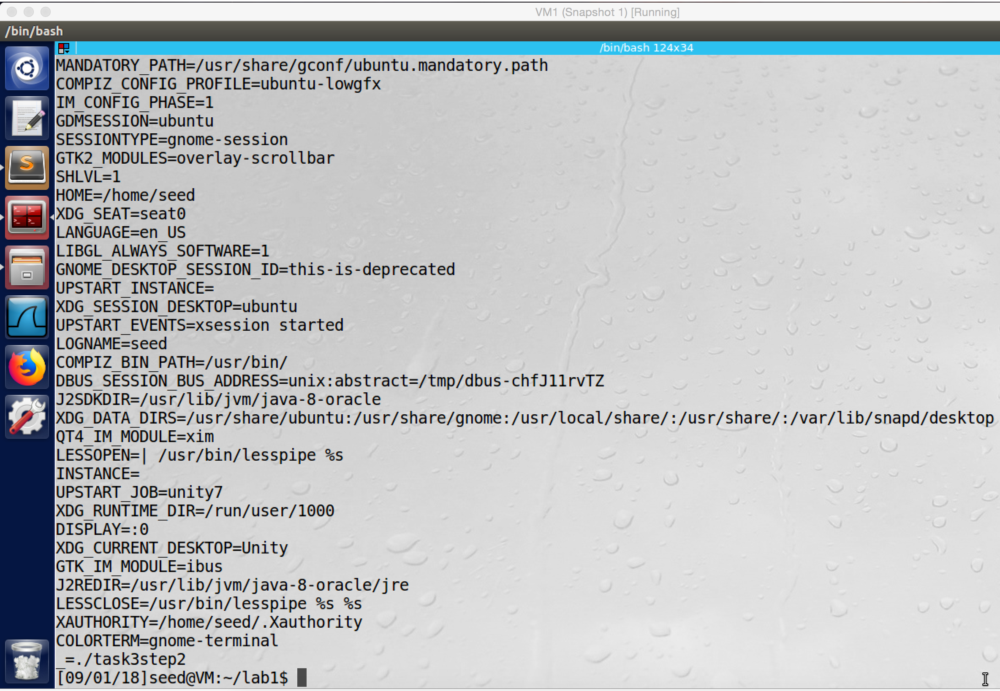 VM1 (Snapshot 1) [Running]
/bin/bash
/bin/bash 124x34
MANDATORY_PATH=/usr/share/gconf/ubuntu.mandatory.path
COMPIZ_CONFIG_PROFILE=ubuntu-lowgfx
IM_CONFIG_PHASE=1
GDMSESSION=ubuntu
SESSIONTYPE=gnome-session
GTK2_MODULES=overlay-scrollbar
SHLVL=1
HOME=/home/seed
XDG_SEAT=seat0
LANGUAGE=en_US
LIBGL_ALWAYS_SOFTWARE=1
GNOME_DESKTOP_SESSION_ID=this-is-deprecated
UPSTART_INSTANCE=
XDG_SESSION_DESKTOP=ubuntu
UPSTART_EVENTS=xsession started
LOGNAME=seed
COMPIZ_BIN_PATH=/usr/bin/
DBUS_SESSION_BUS_ADDRESS=unix:abstract=/tmp/dbus-chfJ11rvTZ
J2SDKDIR=/usr/lib/jvm/java-8-oracle
XDG_DATA_DIRS=/usr/share/ubuntu:/usr/share/gnome:/usr/local/share/:/usr/share/:/var/lib/snapd/desktop
QT4_IM_MODULE=xim
LESSOPEN=| /usr/bin/lesspipe %s
INSTANCE=
UPSTART_JOB=unity7
XDG_RUNTIME_DIR=/run/user/1000
DISPLAY=:0
XDG_CURRENT_DESKTOP=Unity
GTK_IM_MODULE=ibus
J2REDIR=/usr/lib/jvm/java-8-oracle/jre
LESSCLOSE=/usr/bin/lesspipe %s %s
XAUTHORITY=/home/seed/.Xauthority
COLORTERM=gnome-terminal
_=./task3step2
[09/01/18]seed@VM:~/lab1$